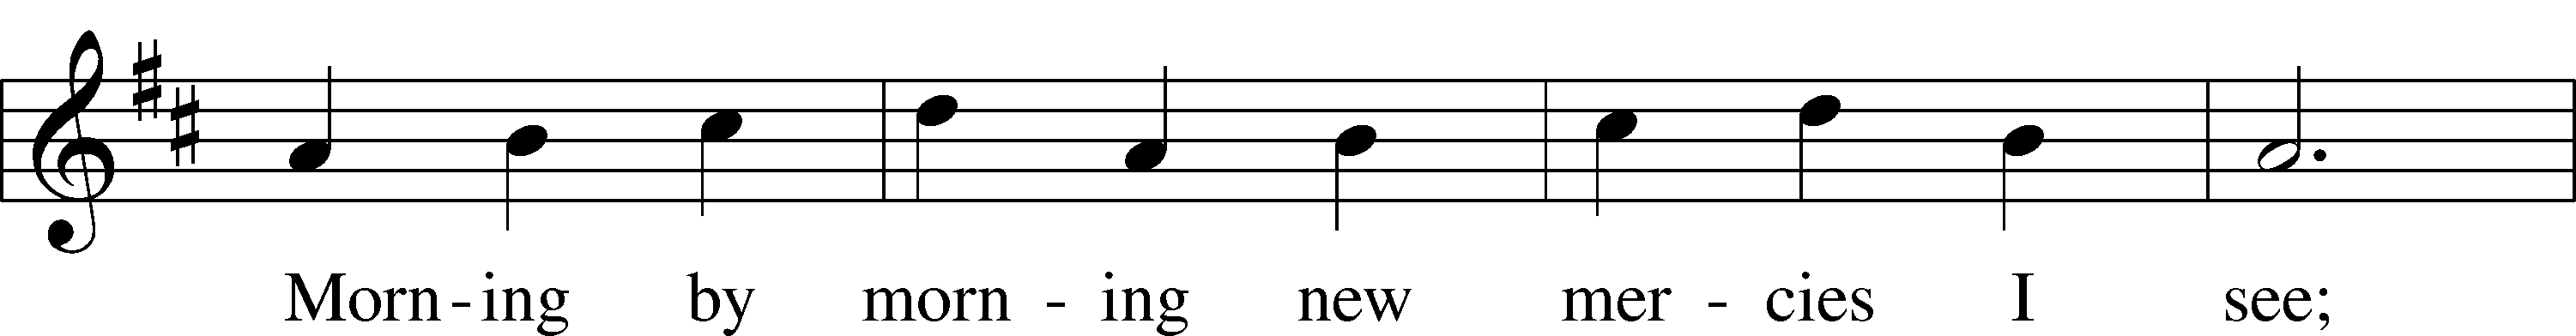 Morn-ing by morn - ing new mer - cies I see;